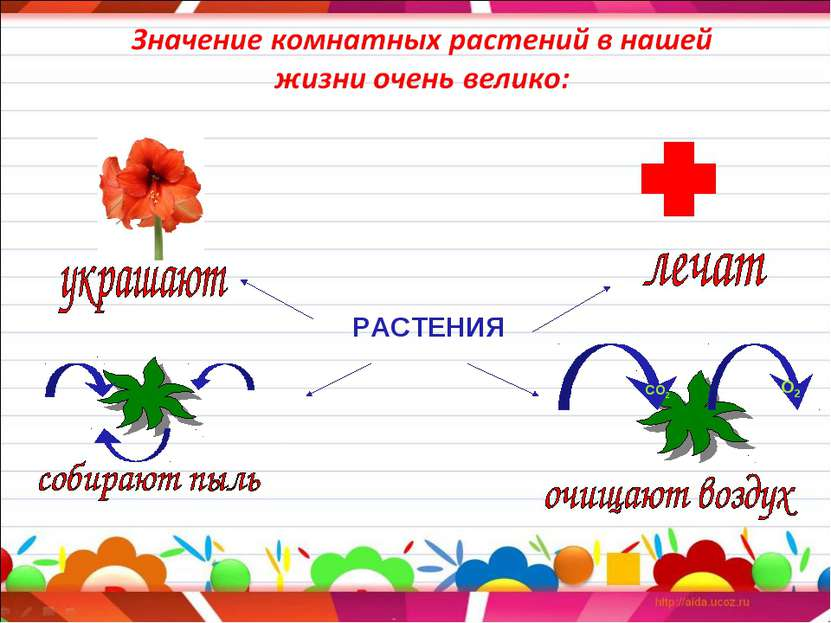 Значение комнатных растений в нашей
жизни очень велико:
украшают
лечат
РАСТЕНИЯ
CO₂
O₂
собирают пыль
очищают воздух
http://aida.ucoz.ru